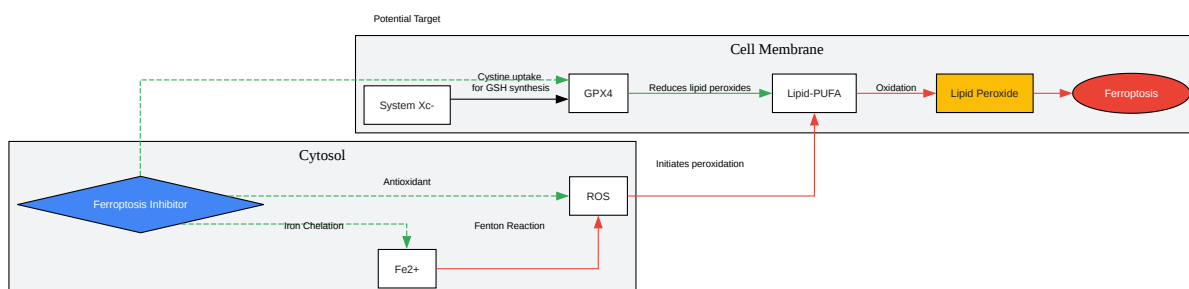 Potential Target
Cell Membrane
Cystine uptake
for GSH synthesis
System Xc-
GPX4
Reduces lipid peroxides
Lipid-PUFA
Oxidation
Lipid Peroxide
Ferroptosis
Cytosol
Initiates peroxidation
Antioxidant
Ferroptosis Inhibitor
ROS
Iron Chelation
Fenton Reaction
Fe2+